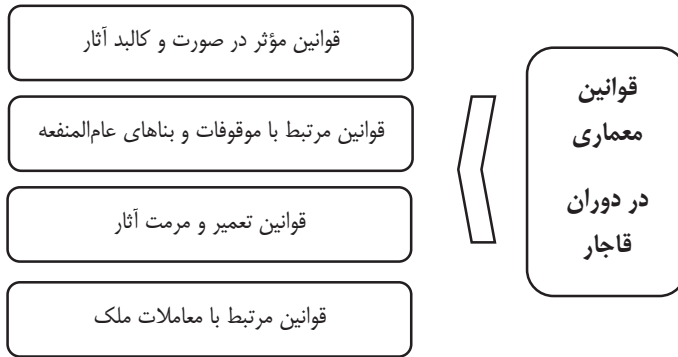 قوانین
معماری
در دوران
قاجار
قوانین مؤثر در صورت و کالبد آثار
قوانین مرتبط با موقوفات و بناهای عام‌المنفعه
قوانین تعمیر و مرمت آثار
قوانین مرتبط با معاملات ملک